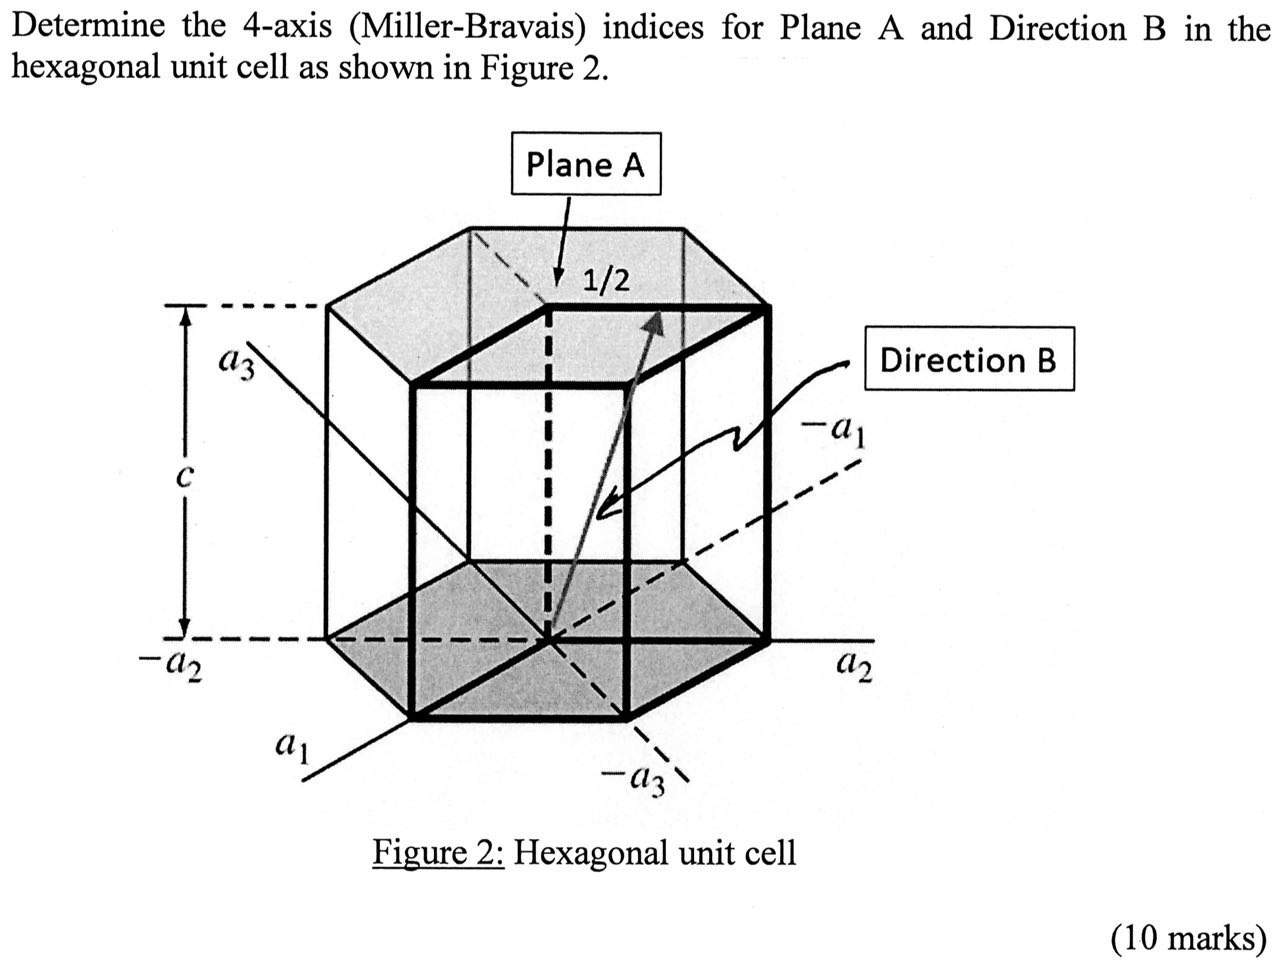 Determine the 4-axis (Miller-Bravais) indices for Plane A and Direction B in the
hexagonal unit cell as shown in Figure 2.
Plane A
1/2
a3
Direction B
−a1
c
−a2
a2
a1
−a3
Figure 2: Hexagonal unit cell
(10 marks)